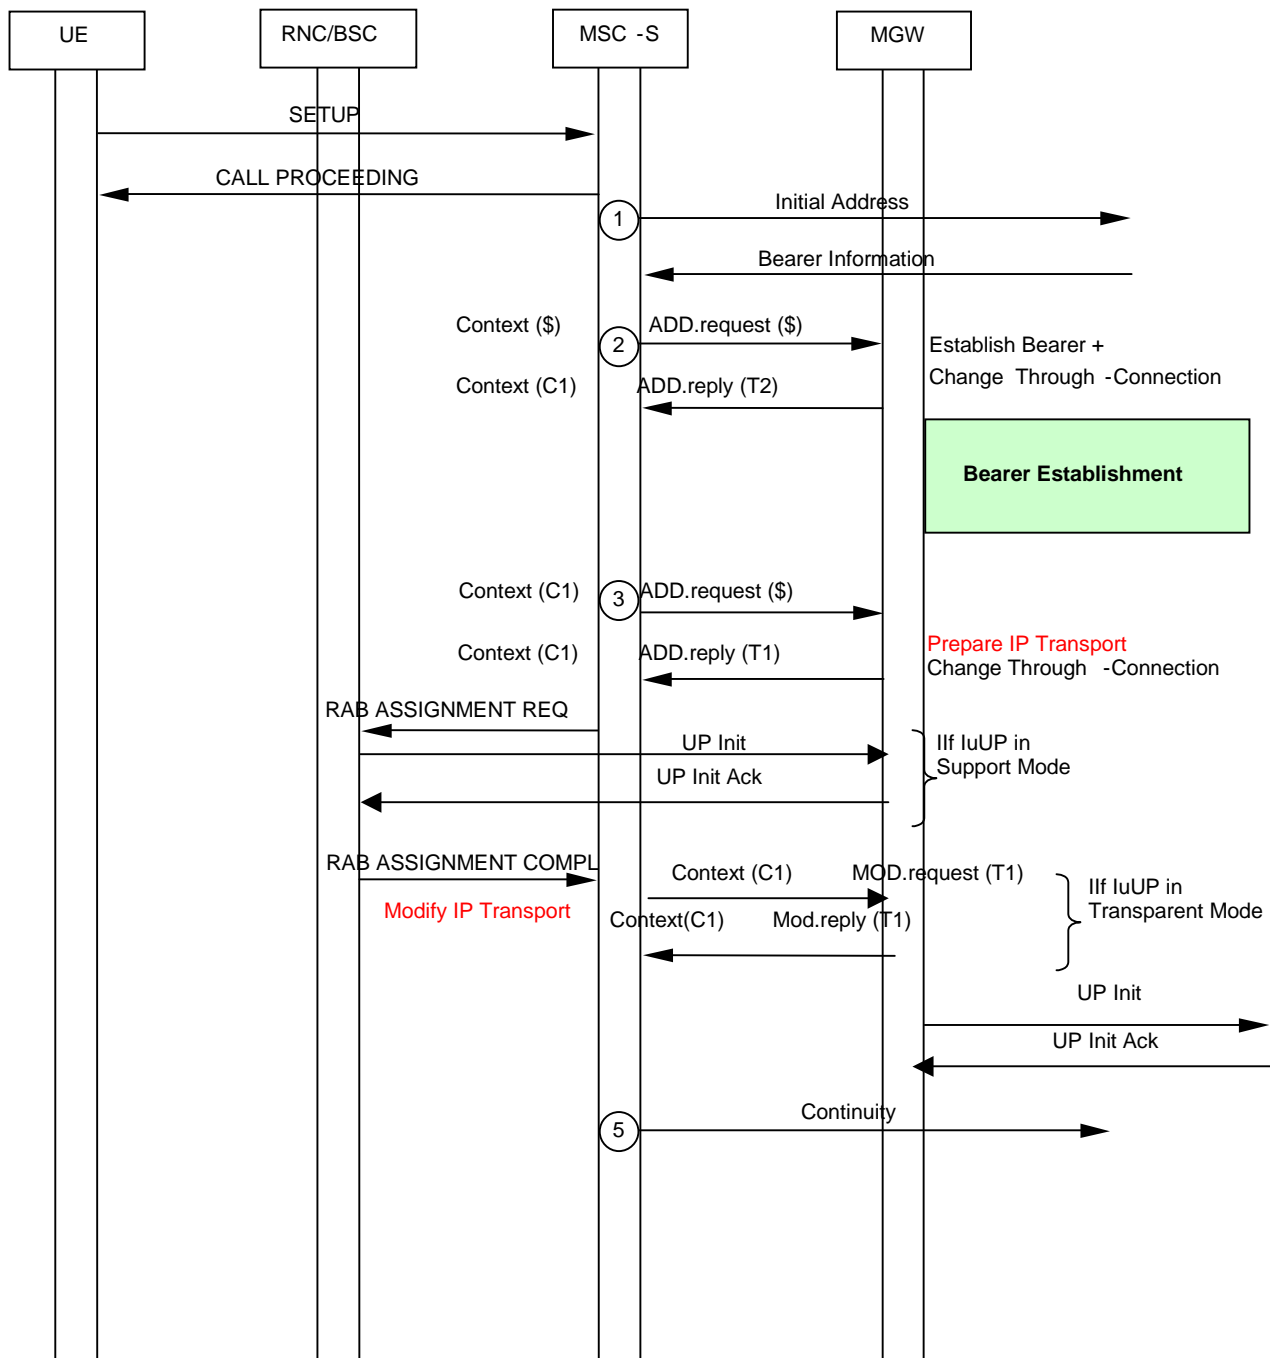 UE
RNC/BSC
MSC -S
MGW
SETUP
CALL PROCEEDING
1
Initial Address
Bearer Information
Context ($)
2
ADD.request ($)
Establish Bearer +
Change Through -Connection
Context (C1)
ADD.reply (T2)
Bearer Establishment
Context (C1)
3
ADD.request ($)
Prepare IP Transport
Change Through -Connection
Context (C1)
ADD.reply (T1)
RAB ASSIGNMENT REQ
UP Init
IIf IuUP in
Support Mode
UP Init Ack
RAB ASSIGNMENT COMPL
Context (C1)
MOD.request (T1)
IIf IuUP in
Transparent Mode
Modify IP Transport
Context(C1)
Mod.reply (T1)
UP Init
UP Init Ack
5
Continuity